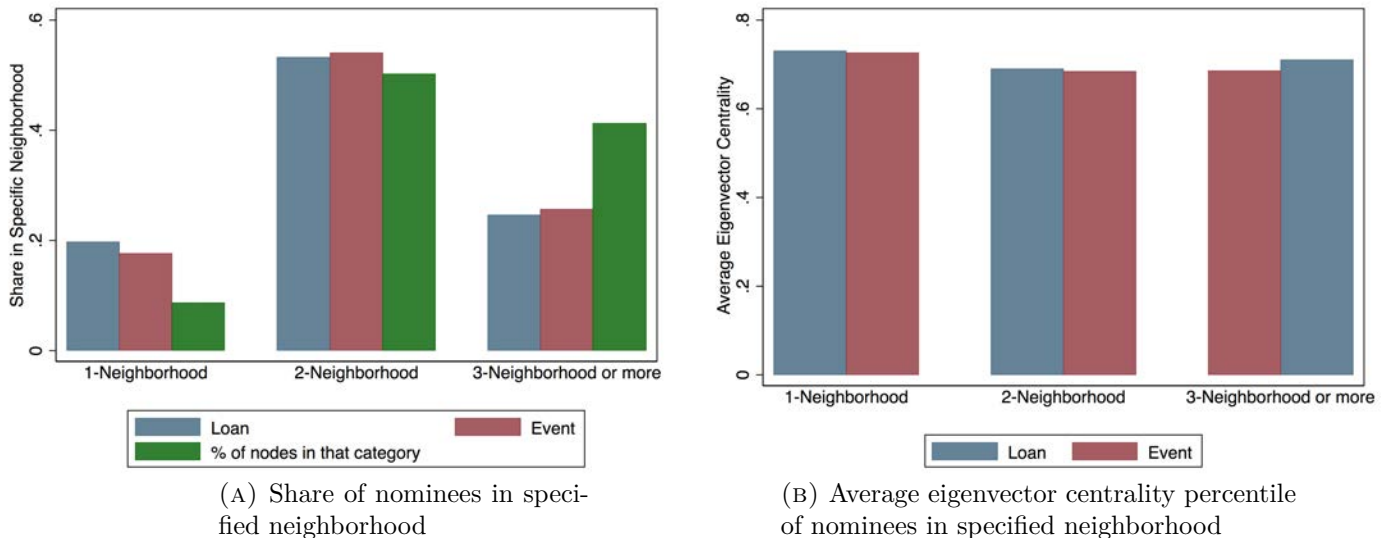 Share in Specific Neighborhood
.6
.4
.2
0
1-Neighborhood
2-Neighborhood
3-Neighborhood or more
Loan
Event
% of nodes in that category
(A) Share of nominees in speci-
fied neighborhood
Average Eigenvector Centrality
.8
.6
.4
.2
0
1-Neighborhood
2-Neighborhood
3-Neighborhood or more
Loan
Event
(B) Average eigenvector centrality percentile
of nominees in specified neighborhood